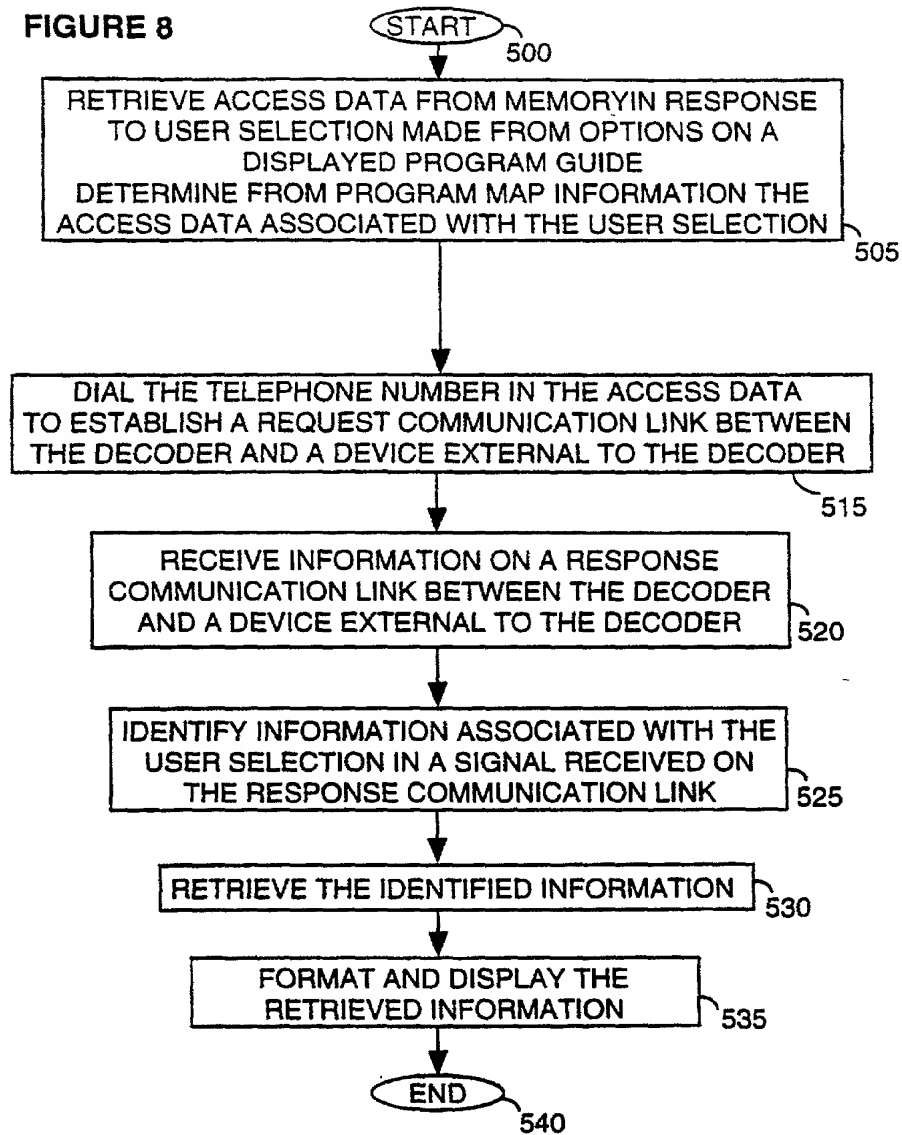 FIGURE 8
START
500
RETRIEVE ACCESS DATA FROM MEMORYIN RESPONSE
TO USER SELECTION MADE FROM OPTIONS ON A
DISPLAYED PROGRAM GUIDE
DETERMINE FROM PROGRAM MAP INFORMATION THE
ACCESS DATA ASSOCIATED WITH THE USER SELECTION
505
DIAL THE TELEPHONE NUMBER IN THE ACCESS DATA
TO ESTABLISH A REQUEST COMMUNICATION LINK BETWEEN
THE DECODER AND A DEVICE EXTERNAL TO THE DECODER
515
RECEIVE INFORMATION ON A RESPONSE
COMMUNICATION LINK BETWEEN THE DECODER
AND A DEVICE EXTERNAL TO THE DECODER
520
IDENTIFY INFORMATION ASSOCIATED WITH THE
USER SELECTION IN A SIGNAL RECEIVED ON
THE RESPONSE COMMUNICATION LINK
525
RETRIEVE THE IDENTIFIED INFORMATION
530
FORMAT AND DISPLAY THE
RETRIEVED INFORMATION
535
END
540